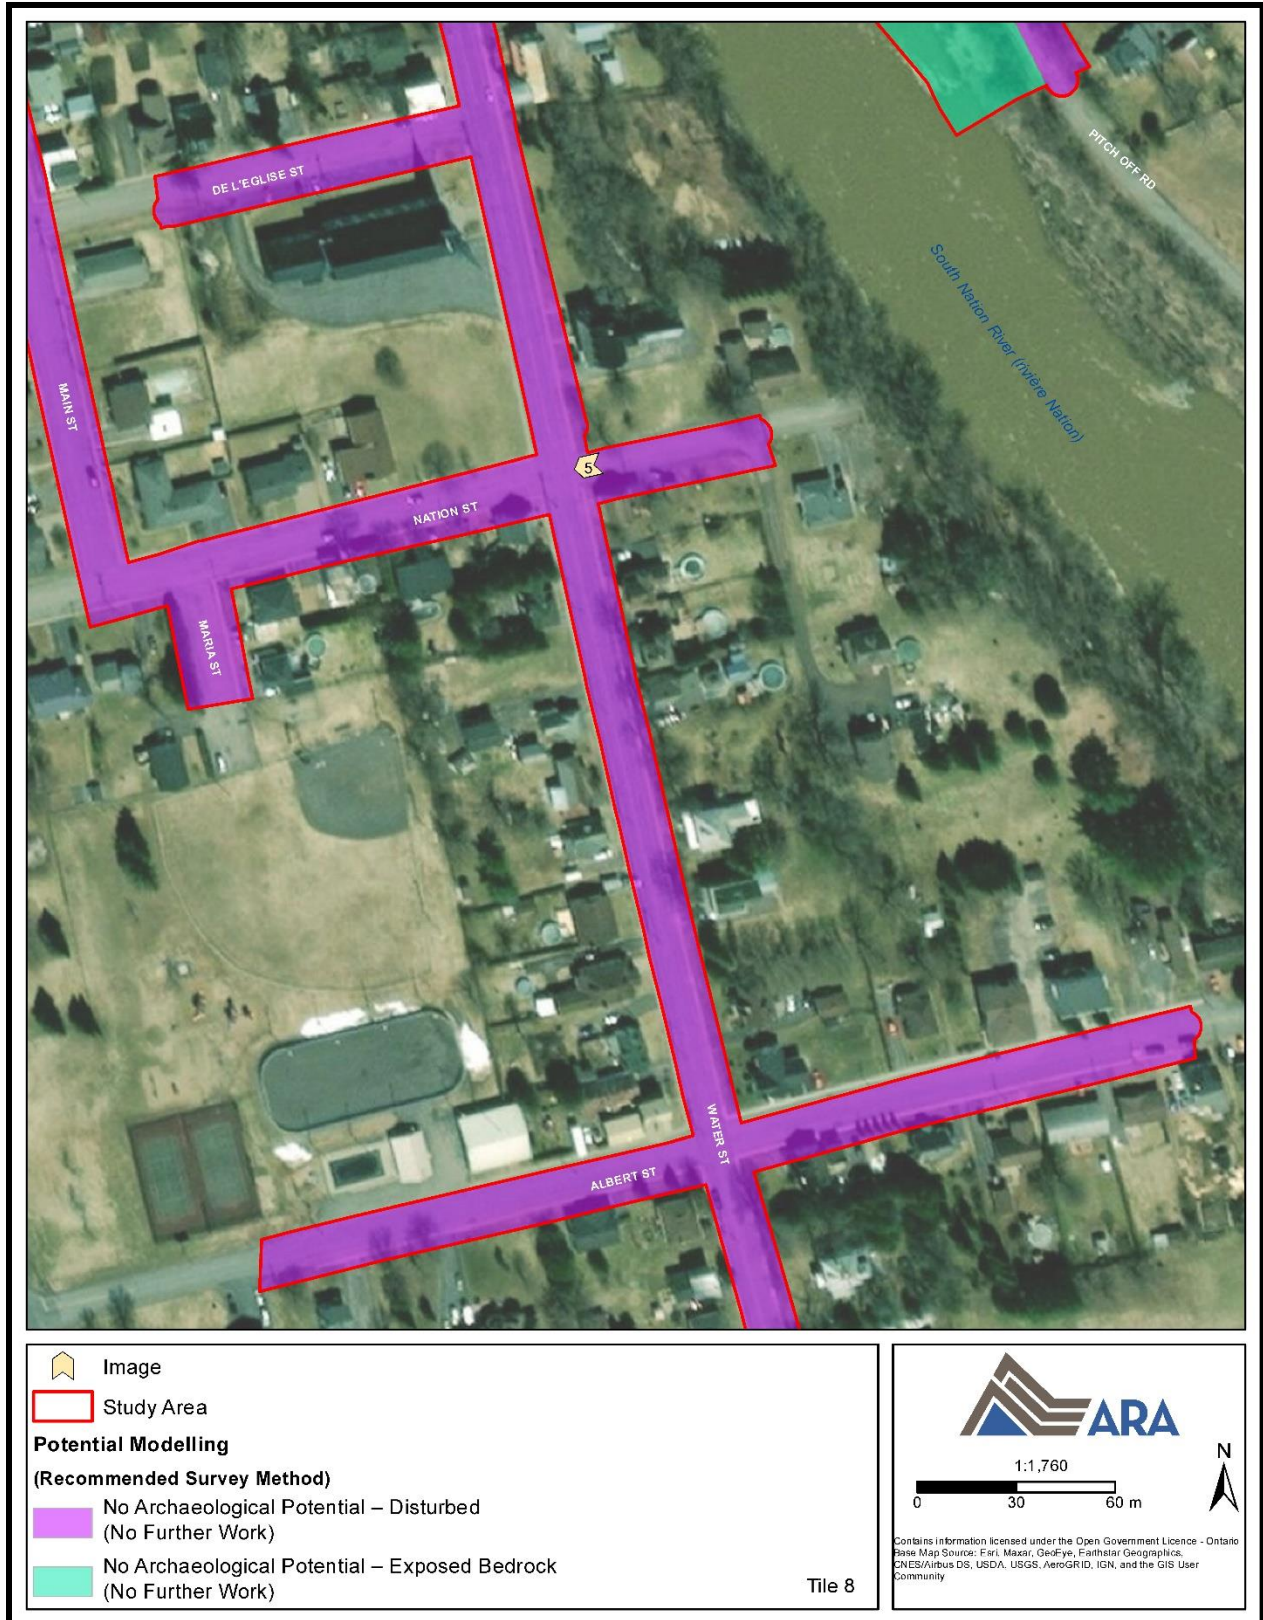 DE L'EGLISE ST
PITCH OFF RD
South Nation River (rivière Nation)
MAIN ST
5
NATION ST
MARIA ST
WATER ST
ALBERT ST
Image
Study Area
Potential Modelling
(Recommended Survey Method)
No Archaeological Potential – Disturbed
(No Further Work)
No Archaeological Potential – Exposed Bedrock
(No Further Work)
Tile 8
ARA
N
1:1,760
0 30 60 m
Contains information licensed under the Open Government Licence - Ontario
Base Map Source: Esri, Maxar, GeoEye, Earthstar Geographics,
CNES/Airbus DS, USDA, USGS, AeroGRID, IGN, and the GIS User
Community